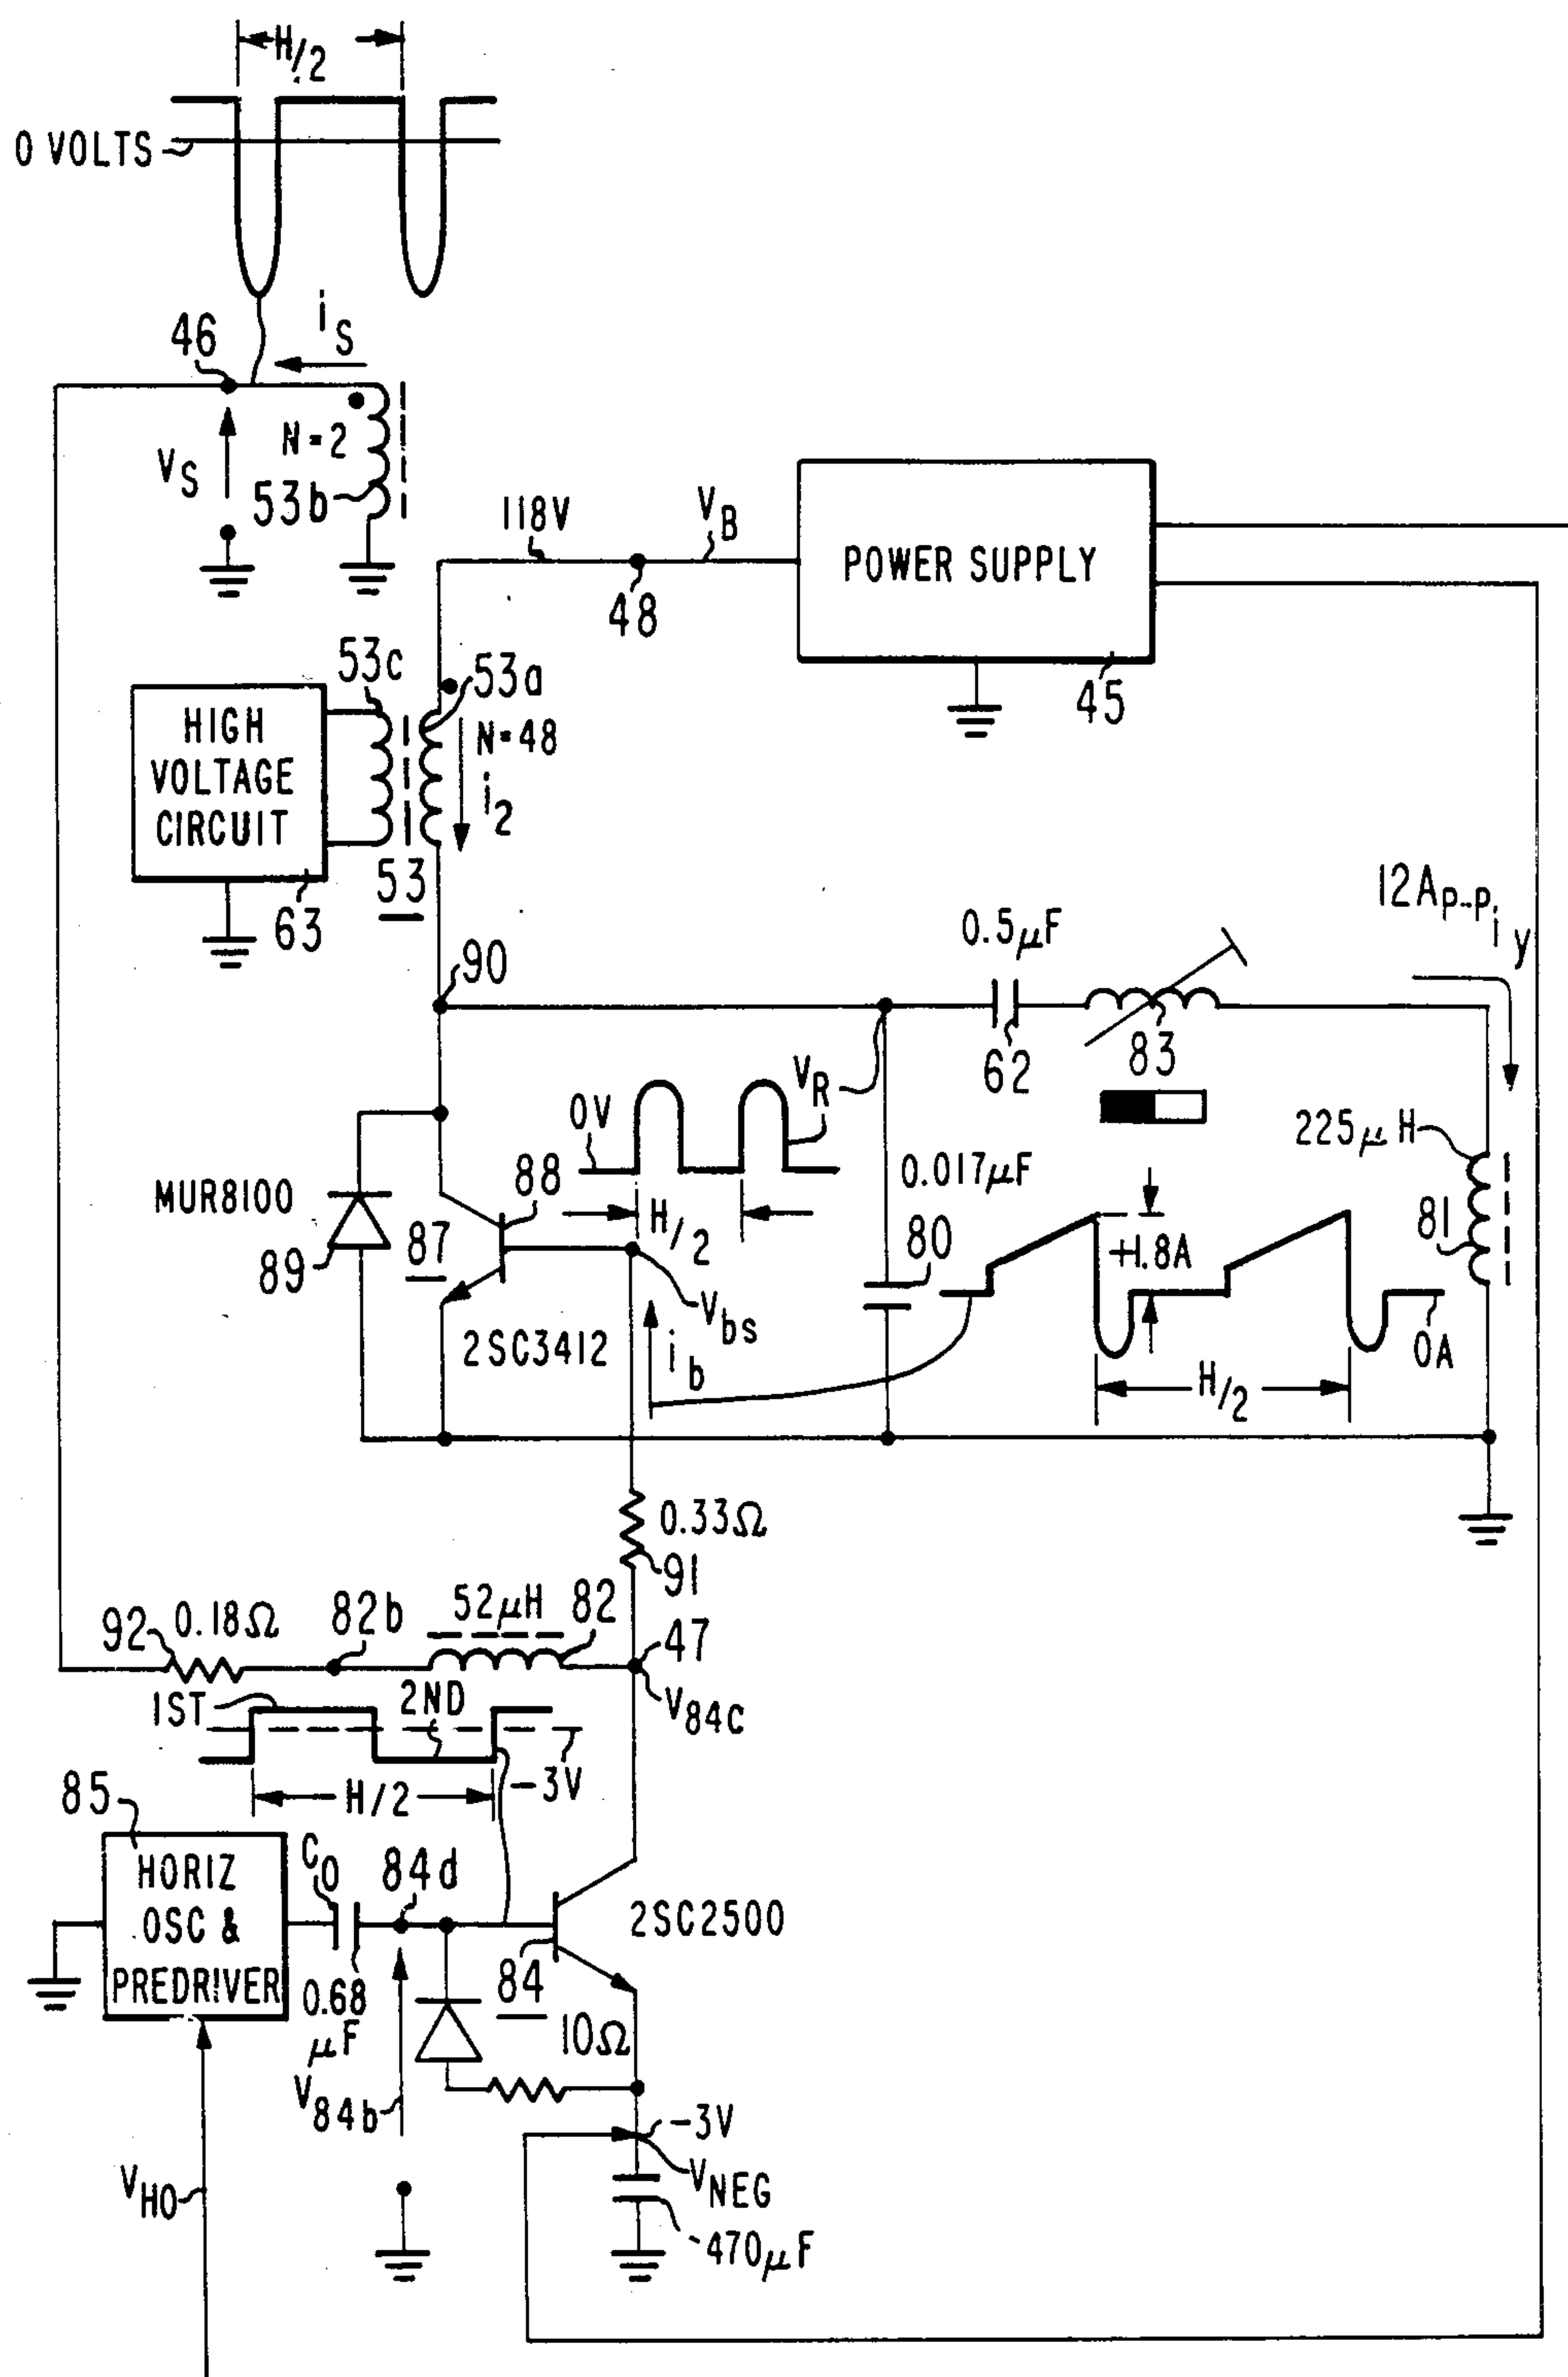 H/2
0 VOLTS
46
iS
N=2
VS
53b
118V
VB
48
POWER SUPPLY
45
53c
53a
HIGH
VOLTAGE
CIRCUIT
N=48
i2
53
63
90
0.5μF
12Ap-p iy
62
83
VR
0V
225μH
MUR8100
88
0.017μF
H/2
87
80
+1.8A
81
89
Vbs
2SC3412
ib
0A
H/2
0.33Ω
91
52μH
82
82b
92
0.18Ω
47
1ST
2ND
V84c
-3V
H/2
85
HORIZ
OSC &
PREDRIVER
C0
84d
2SC2500
84
0.68
μF
10Ω
V84b
-3V
VNEG
VHO
470μF